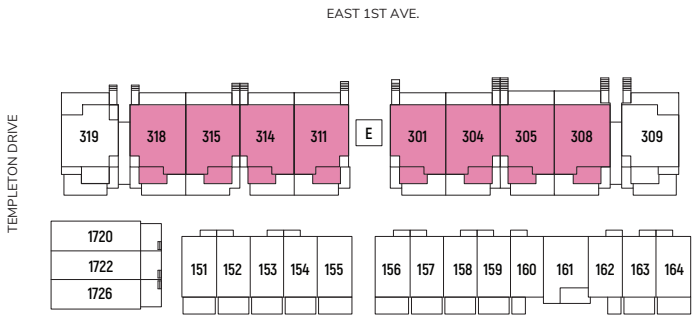 EAST 1ST AVE.
TEMPLETON DRIVE
319 318 315 314 311 E 301 304 305 308 309
1720
1722
1726
151 152 153 154 155 156 157 158 159 160 161 162 163 164